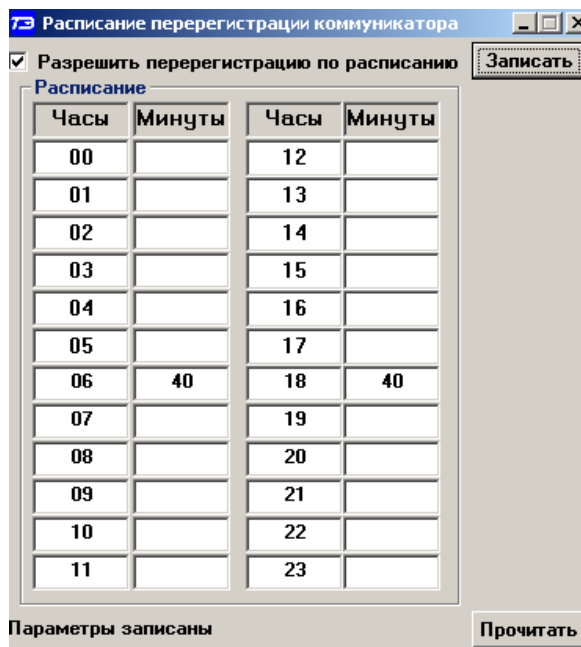 ТЭ Расписание перерегистрации коммуникатора
Разрешить перерегистрацию по расписанию Записать
Расписание
Часы Минуты Часы Минуты
00 12
01 13
02 14
03 15
04 16
05 17
06 40 18 40
07 19
08 20
09 21
10 22
11 23
Параметры записаны Прочитать